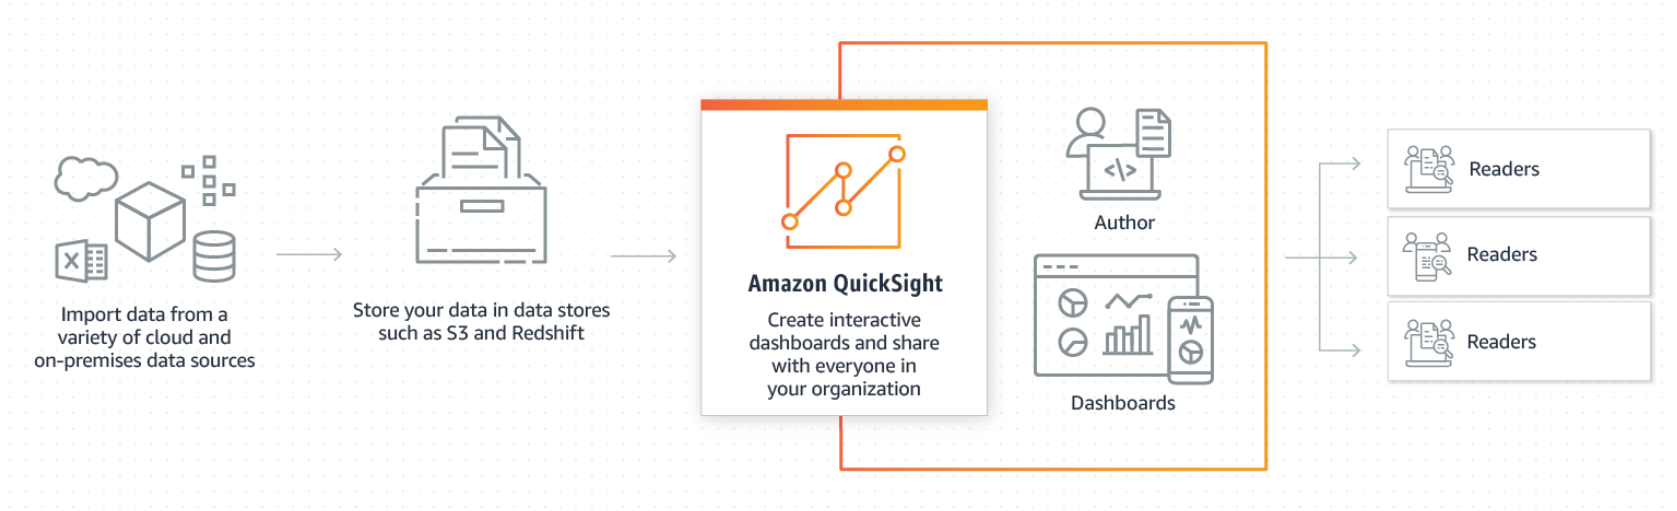 Import data from a
variety of cloud and
on-premises data sources
Store your data in data stores
such as S3 and Redshift
Amazon QuickSight
Create interactive
dashboards and share
with everyone in
your organization
Author
Dashboards
Readers
Readers
Readers